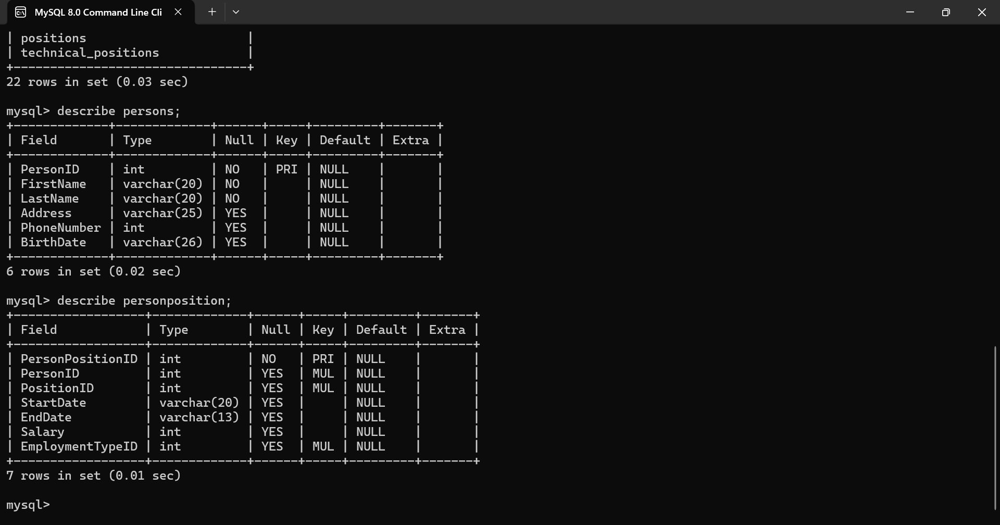 MySQL 8.0 Command Line Cli
| positions                      |
| technical_positions            |
+--------------------------------+
22 rows in set (0.03 sec)
mysql> describe persons;
+-------------+-------------+------+-----+---------+-------+
| Field       | Type        | Null | Key | Default | Extra |
+-------------+-------------+------+-----+---------+-------+
| PersonID    | int         | NO   | PRI | NULL    |       |
| FirstName   | varchar(20) | NO   |     | NULL    |       |
| LastName    | varchar(20) | NO   |     | NULL    |       |
| Address     | varchar(25) | YES  |     | NULL    |       |
| PhoneNumber | int         | YES  |     | NULL    |       |
| BirthDate   | varchar(26) | YES  |     | NULL    |       |
+-------------+-------------+------+-----+---------+-------+
6 rows in set (0.02 sec)
mysql> describe personposition;
+------------------+-------------+------+-----+---------+-------+
| Field            | Type        | Null | Key | Default | Extra |
+------------------+-------------+------+-----+---------+-------+
| PersonPositionID | int         | NO   | PRI | NULL    |       |
| PersonID         | int         | YES  | MUL | NULL    |       |
| PositionID       | int         | YES  | MUL | NULL    |       |
| StartDate        | varchar(20) | YES  |     | NULL    |       |
| EndDate          | varchar(13) | YES  |     | NULL    |       |
| Salary           | int         | YES  |     | NULL    |       |
| EmploymentTypeID | int         | YES  | MUL | NULL    |       |
+------------------+-------------+------+-----+---------+-------+
7 rows in set (0.01 sec)
mysql>